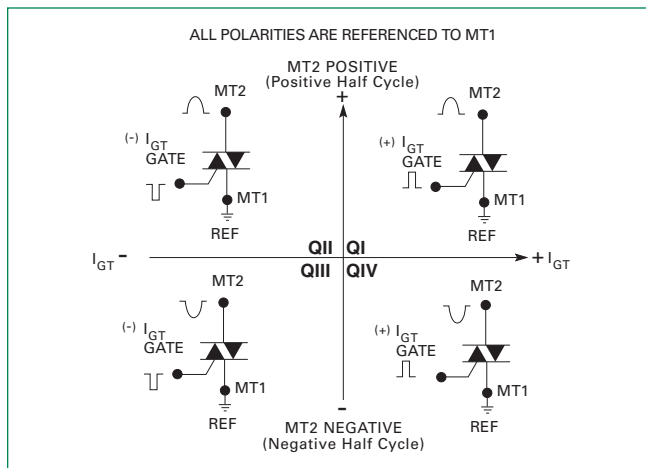 ALL POLARITIES ARE REFERENCED TO MT1
MT2 POSITIVE
(Positive Half Cycle)
+
MT2
(-) IGT
GATE
MT1
REF
MT2
(+) IGT
GATE
MT1
REF
IGT -
QII QI
QIII QIV
+ IGT
MT2
(-) IGT
GATE
MT1
REF
MT2
(+) IGT
GATE
MT1
REF
-
MT2 NEGATIVE
(Negative Half Cycle)